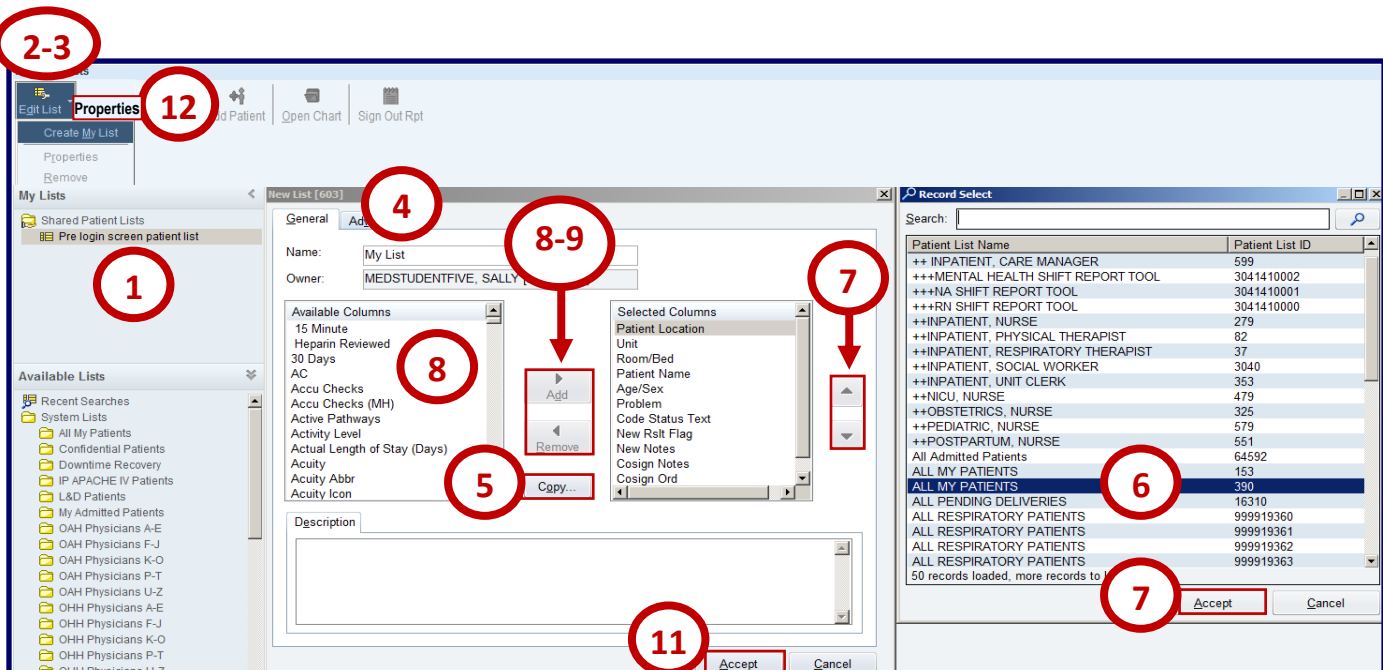 2-3
Edit List
Properties
12
Patient
Open Chart
Sign Out Rpt
Create My List
Properties
Remove
My Lists
Shared Patient Lists
Pre login screen patient list
1
Available Lists
Recent Searches
System Lists
All My Patients
Confidential Patients
Downtime Recovery
IP APACHE IV Patients
L&D Patients
My Admitted Patients
OAH Physicians A-E
OAH Physicians F-J
OAH Physicians K-O
OAH Physicians P-T
OAH Physicians U-Z
OHH Physicians A-E
OHH Physicians F-J
OHH Physicians K-O
OHH Physicians P-T
New List [603]
General
4
Name: My List
Owner: MEDSTUDENTFIVE, SALLY [
8-9
7
Available Columns
15 Minute
Heparin Reviewed
30 Days
AC
Accu Checks
Accu Checks (MH)
Active Pathways
Activity Level
Actual Length of Stay (Days)
Acuity
Acuity Abbr
Acuity Icon
8
Add
Remove
5
Copy...
Selected Columns
Patient Location
Unit
Room/Bed
Patient Name
Age/Sex
Problem
Code Status Text
New Rslt Flag
New Notes
Cosign Notes
Cosign Ord
Description
11
Accept
Cancel
Record Select
Search:
Patient List Name Patient List ID
++ INPATIENT, CARE MANAGER 599
+++MENTAL HEALTH SHIFT REPORT TOOL 3041410002
+++NA SHIFT REPORT TOOL 3041410001
+++RN SHIFT REPORT TOOL 3041410000
++INPATIENT, NURSE 279
++INPATIENT, PHYSICAL THERAPIST 82
++INPATIENT, RESPIRATORY THERAPIST 37
++INPATIENT, SOCIAL WORKER 3040
++INPATIENT, UNIT CLERK 353
++NICU, NURSE 479
++OBSTETRICS, NURSE 325
++PEDIATRIC, NURSE 579
++POSTPARTUM, NURSE 551
All Admitted Patients 64592
ALL MY PATIENTS 153
ALL MY PATIENTS 390
6
ALL PENDING DELIVERIES 16310
ALL RESPIRATORY PATIENTS 999919360
ALL RESPIRATORY PATIENTS 999919361
ALL RESPIRATORY PATIENTS 999919362
ALL RESPIRATORY PATIENTS 999919363
50 records loaded, more records to
7
Accept
Cancel